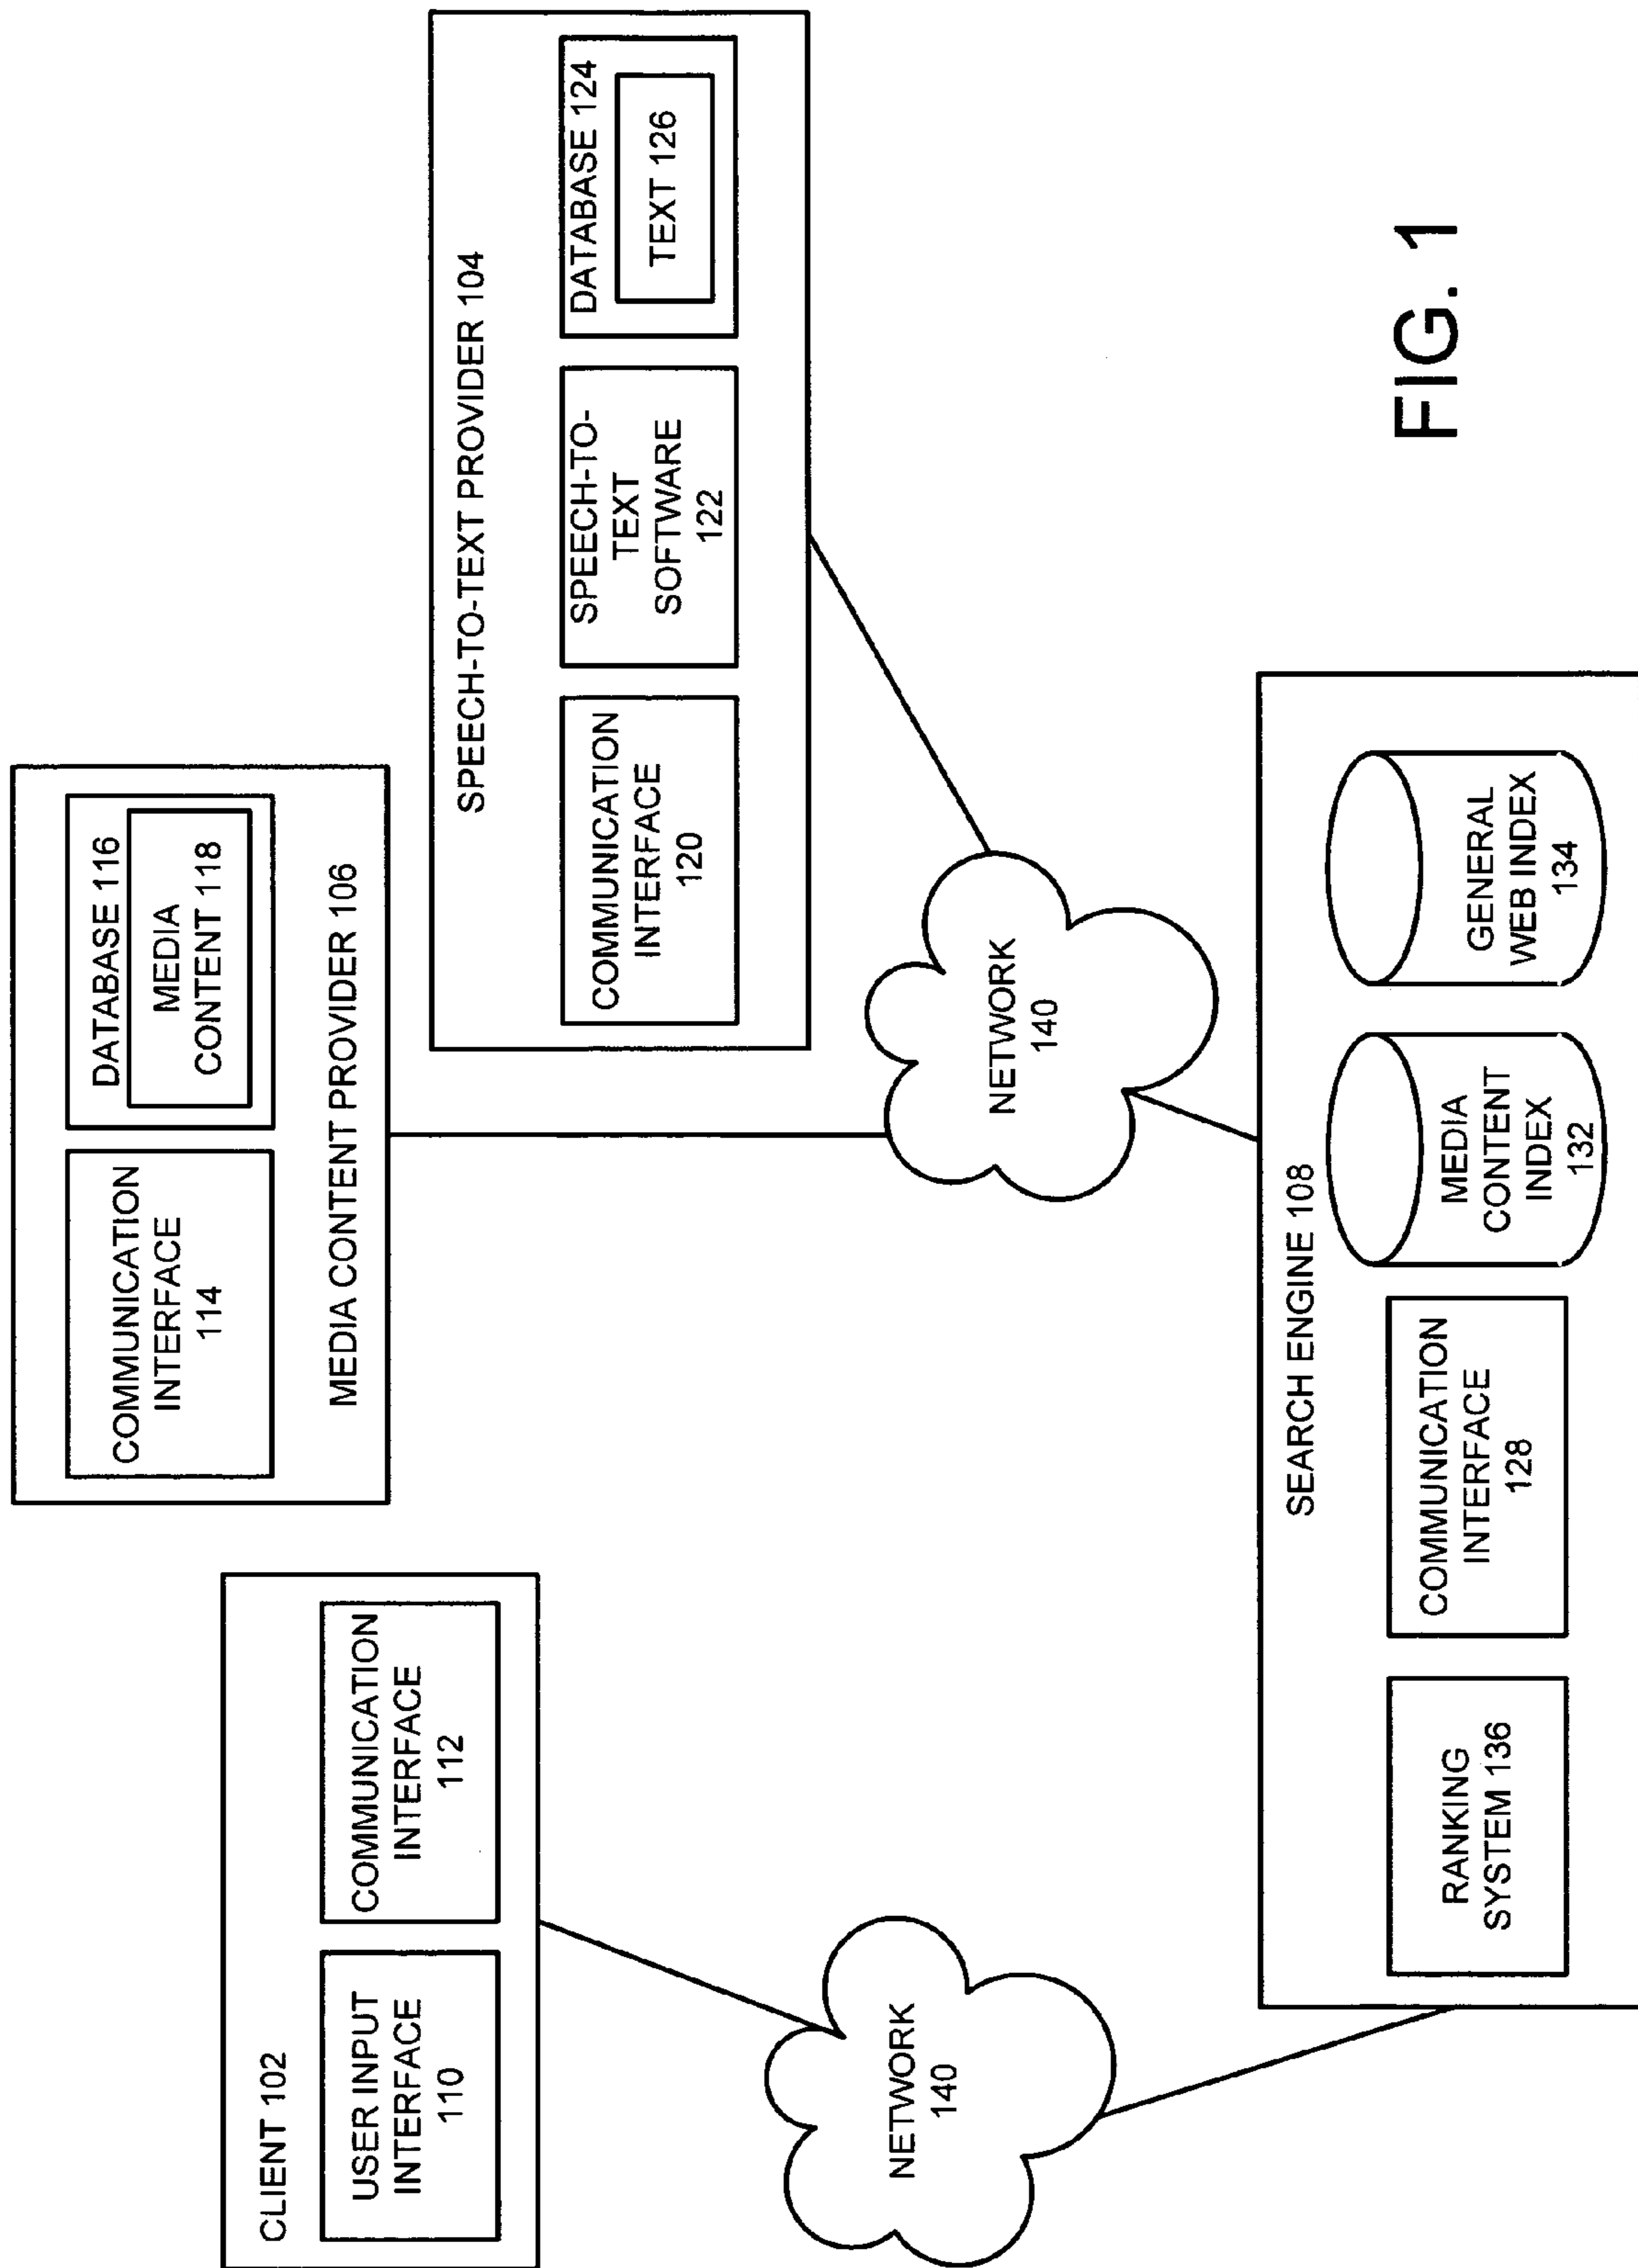 CLIENT 102
USER INPUT
INTERFACE
110
COMMUNICATION
INTERFACE
112
COMMUNICATION
INTERFACE
114
DATABASE 116
MEDIA
CONTENT 118
MEDIA CONTENT PROVIDER 106
SPEECH-TO-TEXT PROVIDER 104
COMMUNICATION
INTERFACE
120
SPEECH-TO-
TEXT
SOFTWARE
122
DATABASE 124
TEXT 126
NETWORK
140
NETWORK
140
SEARCH ENGINE 108
RANKING
SYSTEM 136
COMMUNICATION
INTERFACE
128
MEDIA
CONTENT
INDEX
132
GENERAL
WEB INDEX
134
FIG. 1